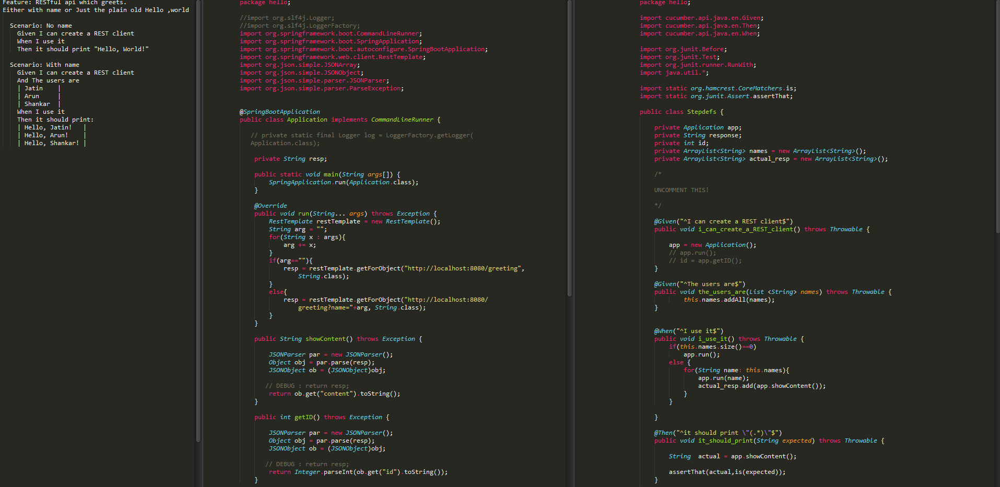 Feature: RESTful api which greets.
Either with name or Just the plain old Hello ,world
Scenario: No name
Given I can create a REST client
When I use it
Then it should print "Hello, World!"
Scenario: With name
Given I can create a REST client
And The users are
| Jatin    |
| Arun     |
| Shankar  |
When I use it
Then it should print:
| Hello, Jatin!   |
| Hello, Arun!    |
| Hello, Shankar! |
package hello;
//import org.slf4j.Logger;
//import org.slf4j.LoggerFactory;
import org.springframework.boot.CommandLineRunner;
import org.springframework.boot.SpringApplication;
import org.springframework.boot.autoconfigure.SpringBootApplication;
import org.springframework.web.client.RestTemplate;
import org.json.simple.JSONArray;
import org.json.simple.JSONObject;
import org.json.simple.parser.JSONParser;
import org.json.simple.parser.ParseException;
@SpringBootApplication
public class Application implements CommandLineRunner {
// private static final Logger log = LoggerFactory.getLogger(
Application.class);
private String resp;
public static void main(String args[]) {
SpringApplication.run(Application.class);
}
@Override
public void run(String... args) throws Exception {
RestTemplate restTemplate = new RestTemplate();
String arg = "";
for(String x : args){
arg += x;
}
if(arg==""){
resp = restTemplate.getForObject("http://localhost:8080/greeting",
String.class);
}
else{
resp = restTemplate.getForObject("http://localhost:8080/
greeting?name="+arg, String.class);
}
}
public String showContent() throws Exception {
JSONParser par = new JSONParser();
Object obj = par.parse(resp);
JSONObject ob = (JSONObject)obj;
// DEBUG : return resp;
return ob.get("content").toString();
}
public int getID() throws Exception {
JSONParser par = new JSONParser();
Object obj = par.parse(resp);
JSONObject ob = (JSONObject)obj;
// DEBUG : return resp;
return Integer.parseInt(ob.get("id").toString());
}
package hello;
import cucumber.api.java.en.Given;
import cucumber.api.java.en.Then;
import cucumber.api.java.en.When;
import org.junit.Before;
import org.junit.Test;
import org.junit.runner.RunWith;
import java.util.*;
import static org.hamcrest.CoreMatchers.is;
import static org.junit.Assert.assertThat;
public class Stepdefs {
private Application app;
private String response;
private int id;
private ArrayList<String> names = new ArrayList<String>();
private ArrayList<String> actual_resp = new ArrayList<String>();
/*
UNCOMMENT THIS!
*/
@Given("^I can create a REST client$")
public void i_can_create_a_REST_client() throws Throwable {
app = new Application();
// app.run();
// id = app.getID();
}
@Given("^The users are$")
public void the_users_are(List <String> names) throws Throwable {
this.names.addAll(names);
}
@When("^I use it$")
public void i_use_it() throws Throwable {
if(this.names.size()==0)
app.run();
else {
for(String name: this.names){
app.run(name);
actual_resp.add(app.showContent());
}
}
}
@Then("^it should print \"(.*)\"$")
public void it_should_print(String expected) throws Throwable {
String  actual = app.showContent();
assertThat(actual,is(expected));
}